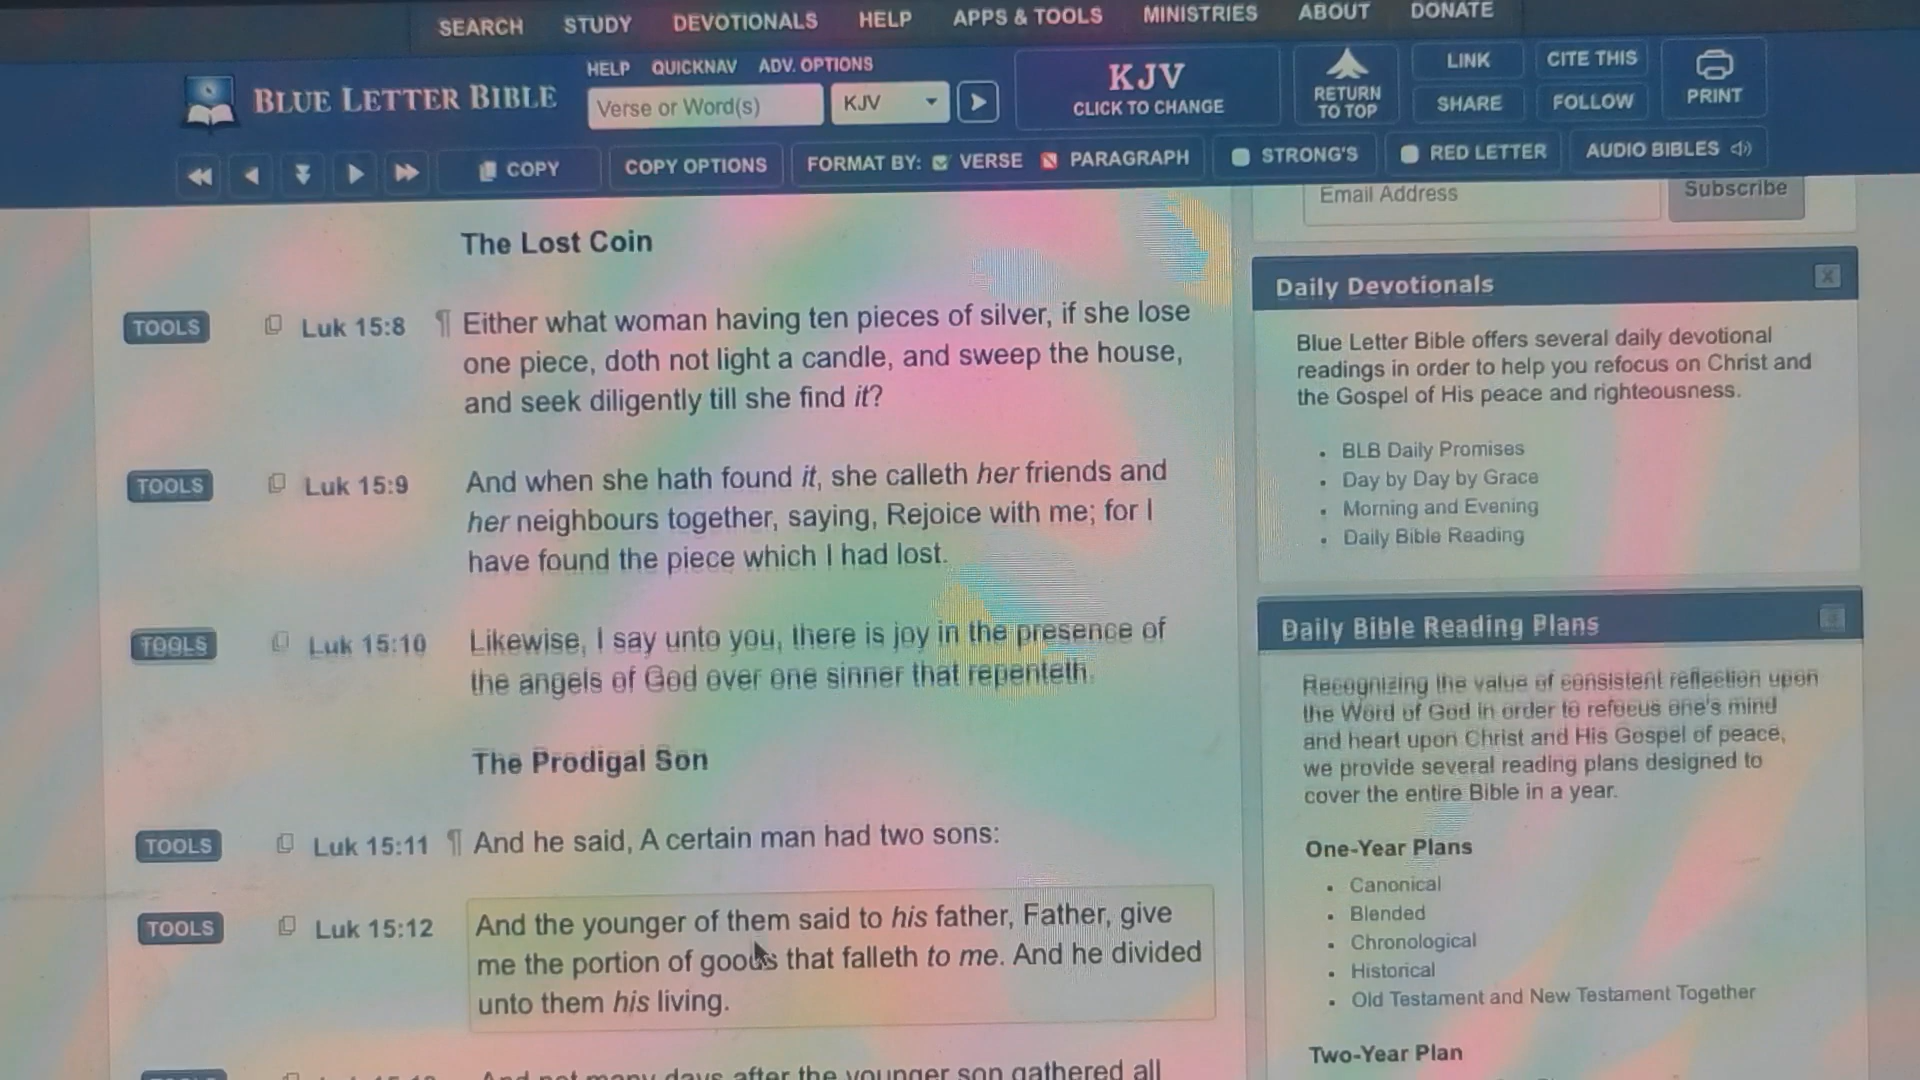 SEARCH STUDY DEVOTIONALS HELP APPS & TOOLS MINISTRIES ABOUT DONATE
BLUE LETTER BIBLE
HELP QUICKNAV ADV. OPTIONS
Verse or Word(s) KJV
KJV
CLICK TO CHANGE
RETURN
TO TOP
LINK CITE THIS
SHARE FOLLOW
PRINT
COPY COPY OPTIONS FORMAT BY: VERSE PARAGRAPH STRONG'S RED LETTER AUDIO BIBLES
The Lost Coin
TOOLS Luk 15:8 ¶ Either what woman having ten pieces of silver, if she lose
one piece, doth not light a candle, and sweep the house,
and seek diligently till she find it?
TOOLS Luk 15:9 And when she hath found it, she calleth her friends and
her neighbours together, saying, Rejoice with me; for I
have found the piece which I had lost.
TOOLS Luk 15:10 Likewise, I say unto you, there is joy in the presence of
the angels of God over one sinner that repenteth.
The Prodigal Son
TOOLS Luk 15:11 ¶ And he said, A certain man had two sons:
TOOLS Luk 15:12 And the younger of them said to his father, Father, give
me the portion of goods that falleth to me. And he divided
unto them his living.
And not many days after the younger son gathered all
Email Address Subscribe
Daily Devotionals X
Blue Letter Bible offers several daily devotional
readings in order to help you refocus on Christ and
the Gospel of His peace and righteousness.
• BLB Daily Promises
• Day by Day by Grace
• Morning and Evening
• Daily Bible Reading
Daily Bible Reading Plans
Recognizing the value of consistent reflection upon
the Word of God in order to refocus one's mind
and heart upon Christ and His Gospel of peace,
we provide several reading plans designed to
cover the entire Bible in a year.
One-Year Plans
• Canonical
• Blended
• Chronological
• Historical
• Old Testament and New Testament Together
Two-Year Plan